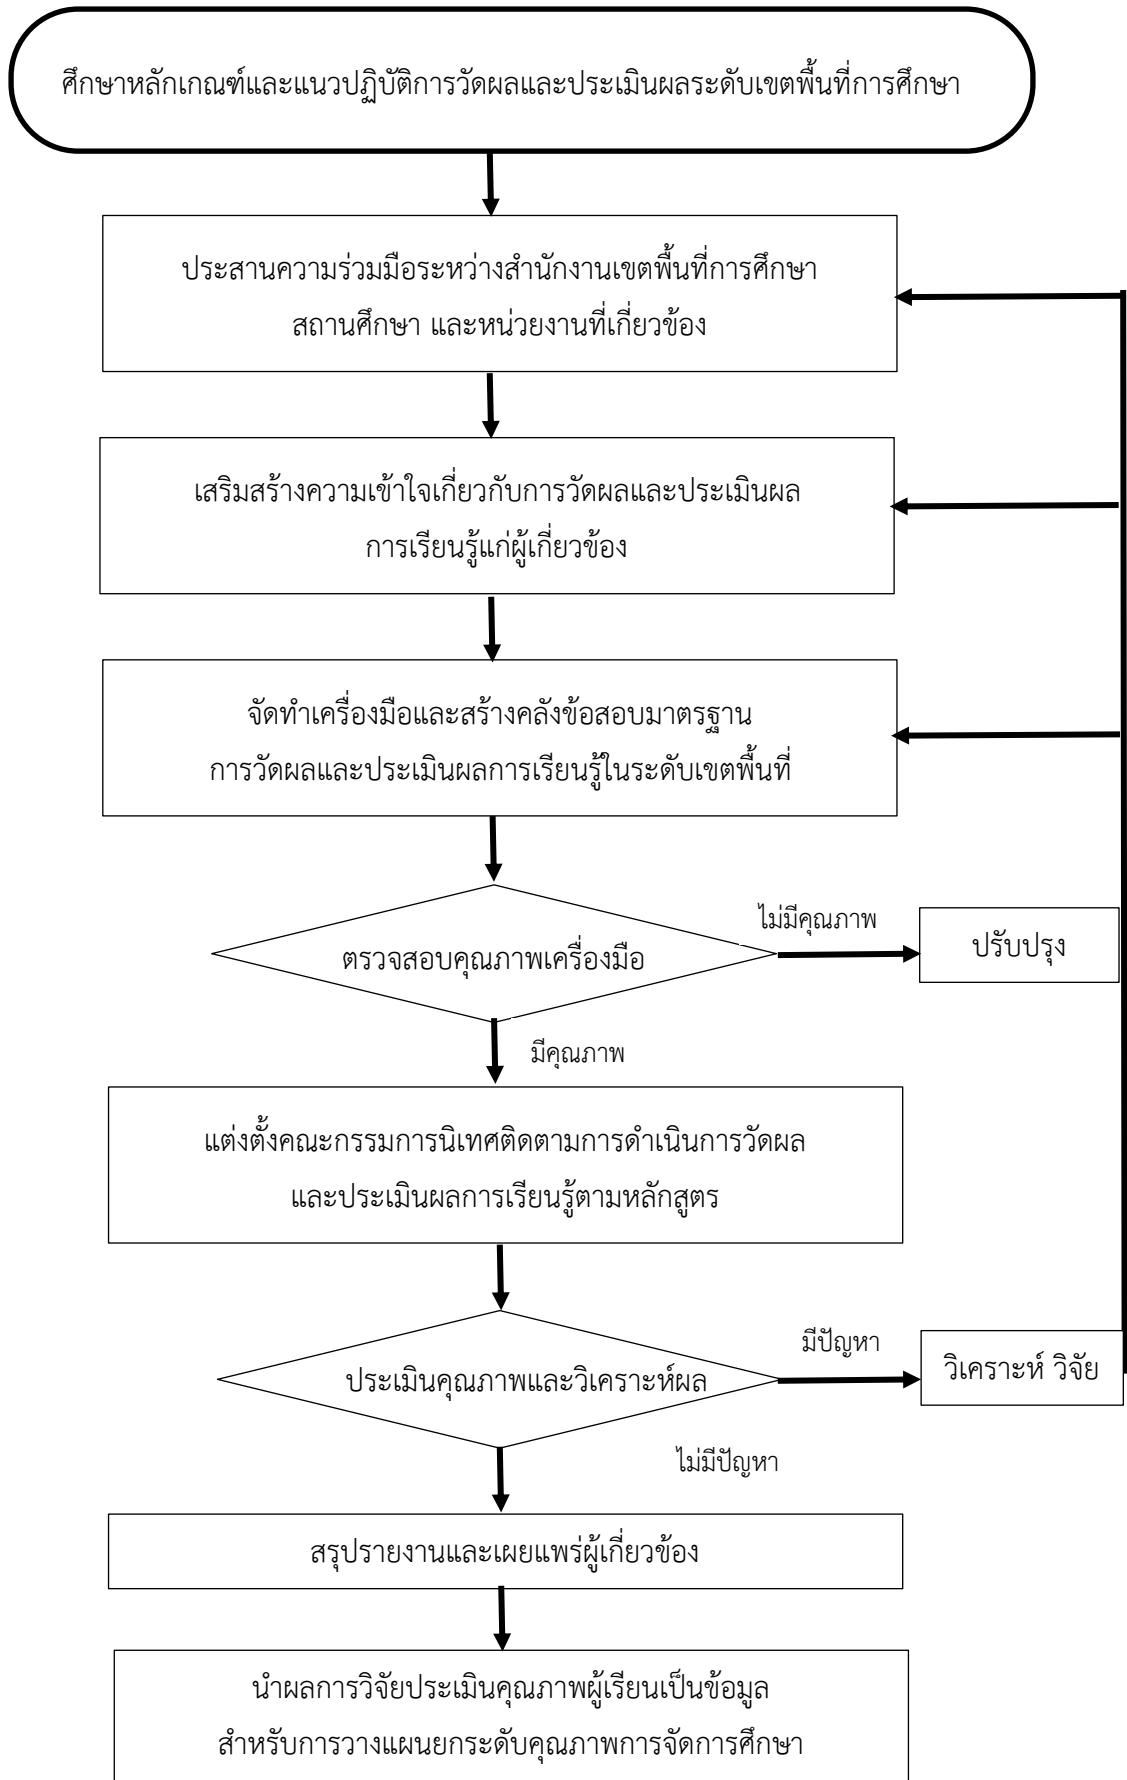 ศึกษาหลักเกณฑ์และแนวปฏิบัติการวัดผลและประเมินผลระดับเขตพื้นที่การศึกษา
ประสานความร่วมมือระหว่างสำนักงานเขตพื้นที่การศึกษา
สถานศึกษา และหน่วยงานที่เกี่ยวข้อง
เสริมสร้างความเข้าใจเกี่ยวกับการวัดผลและประเมินผล
การเรียนรู้แก่ผู้เกี่ยวข้อง
จัดทำเครื่องมือและสร้างคลังข้อสอบมาตรฐาน
การวัดผลและประเมินผลการเรียนรู้ในระดับเขตพื้นที่
ไม่มีคุณภาพ
ตรวจสอบคุณภาพเครื่องมือ
ปรับปรุง
มีคุณภาพ
แต่งตั้งคณะกรรมการนิเทศติดตามการดำเนินการวัดผล
และประเมินผลการเรียนรู้ตามหลักสูตร
มีปัญหา
ประเมินคุณภาพและวิเคราะห์ผล
วิเคราะห์ วิจัย
ไม่มีปัญหา
สรุปรายงานและเผยแพร่ผู้เกี่ยวข้อง
นำผลการวิจัยประเมินคุณภาพผู้เรียนเป็นข้อมูล
สำหรับการวางแผนยกระดับคุณภาพการจัดการศึกษา